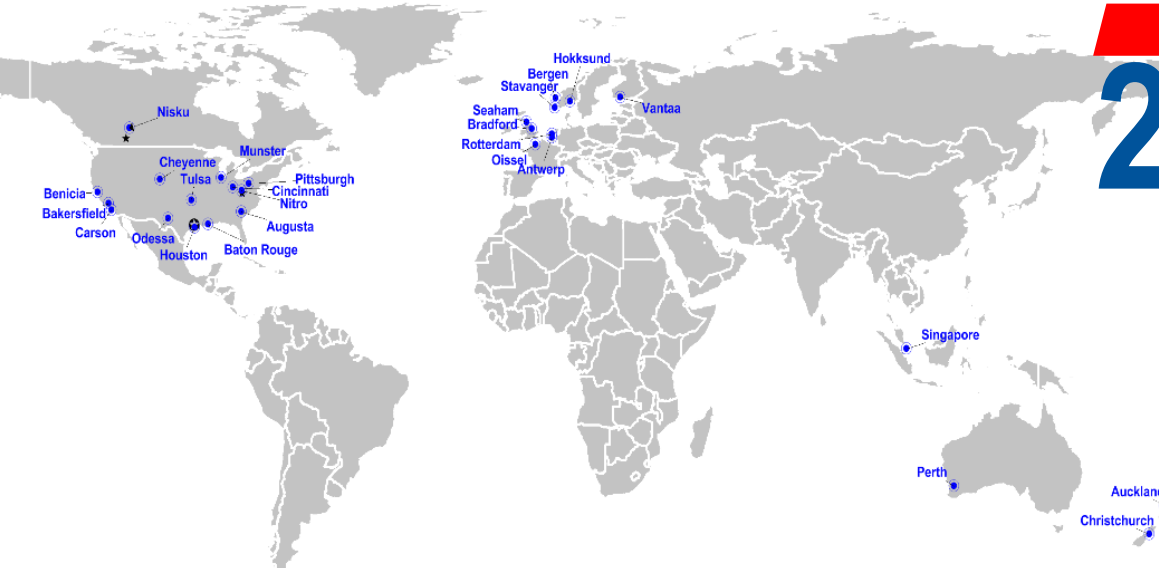 Hokksund
Bergen
Stavanger
Vantaa
Seaham
Bradford
Rotterdam
Oissel
Antwerp
Nisku
Munster
Cheyenne
Tulsa
Pittsburgh
Cincinnati
Nitro
Benicia
Bakersfield
Carson
Odessa
Augusta
Baton Rouge
Houston
Singapore
Perth
Auckland
Christchurch
2